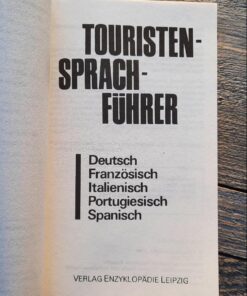 TOURISTEN-
SPRACH-
FÜHRER
Deutsch
Französisch
Italienisch
Portugiesisch
Spanisch
VERLAG ENZYKLOPÄDIE LEIPZIG